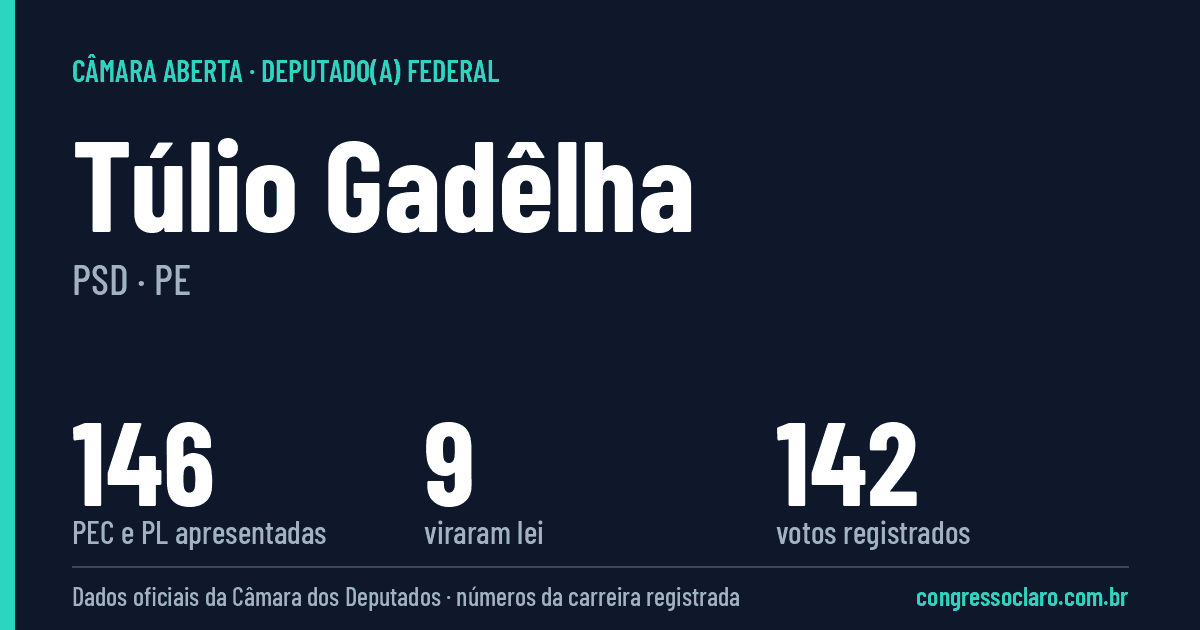 CÂMARA ABERTA · DEPUTADO(A) FEDERAL
Túlio Gadêlha
PSD · PE
146 9 142
PEC e PL apresentadas viraram lei votos registrados
Dados oficiais da Câmara dos Deputados · números da carreira registrada congressoclaro.com.br